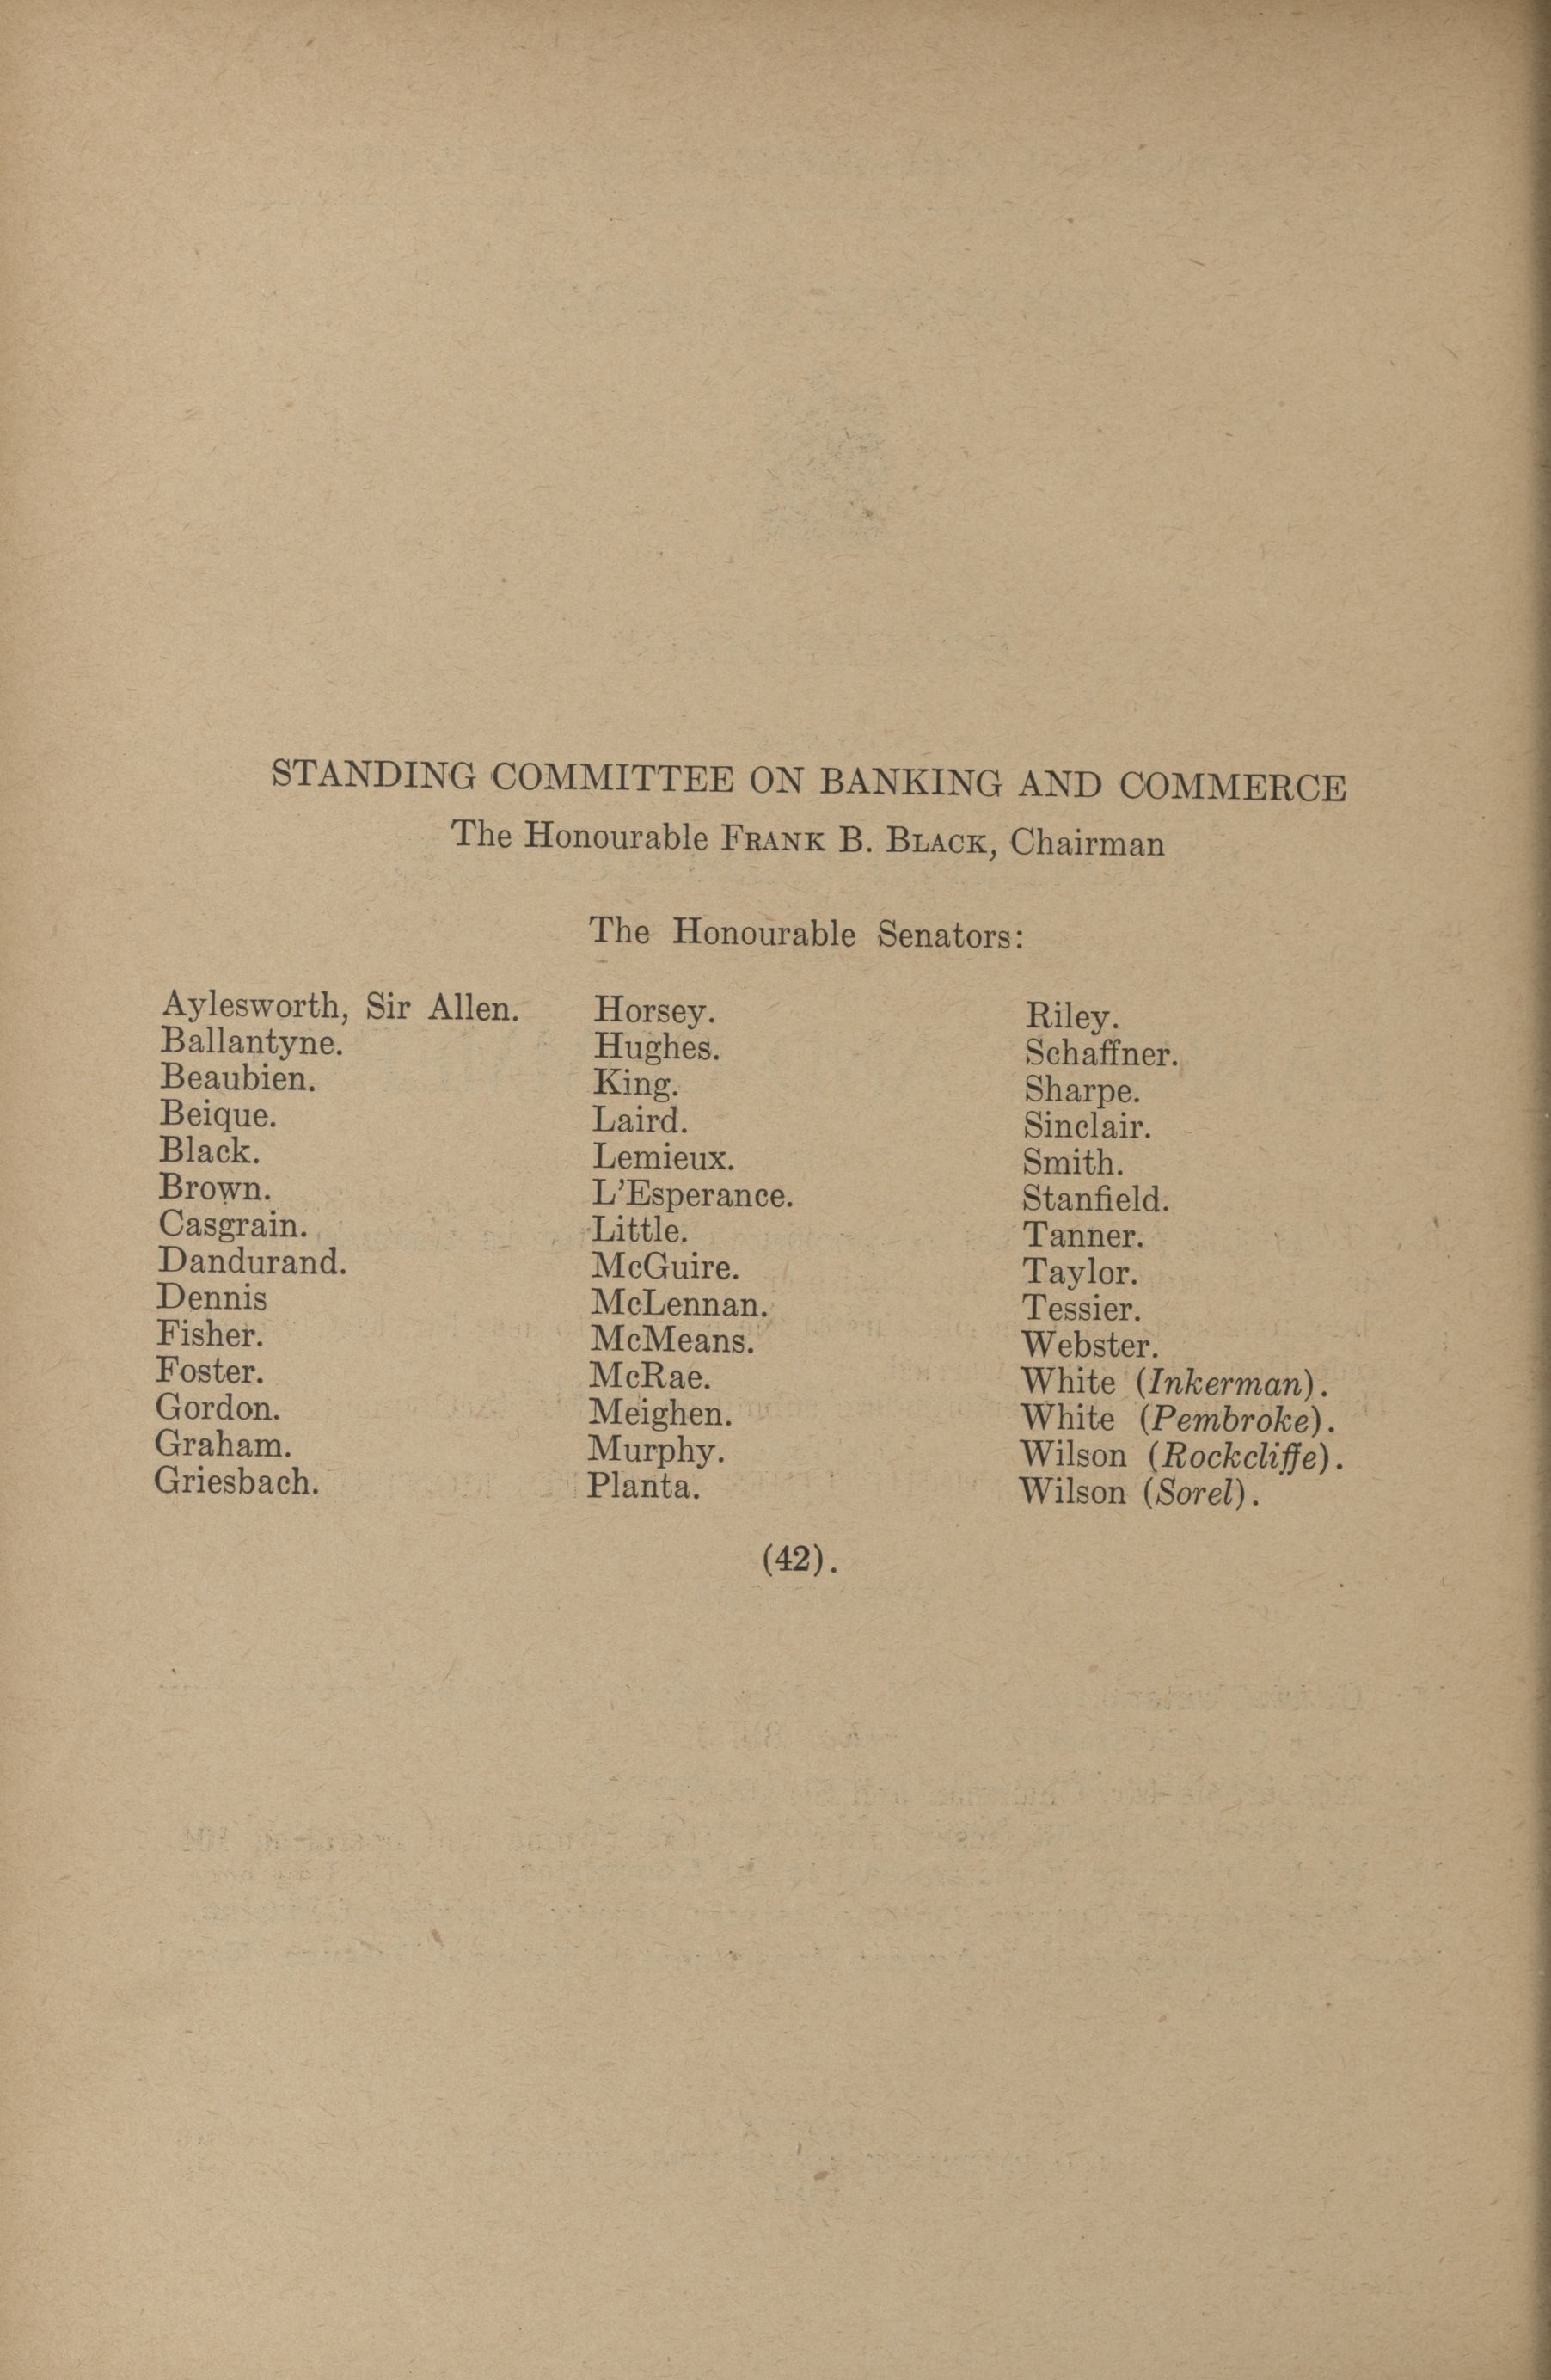 STANDING COMMITTEE ON BANKING AND COMMERCE
The Honourable FRANK B. BLACK, Chairman
The Honourable Senators:
Aylesworth, Sir Allen.
Ballantyne.
Beaubien.
Beique.
Black.
Brown.
Casgrain.
Dandurand.
Dennis
Fisher.
Foster.
Gordon.
Graham.
Griesbach.
Horsey.
Hughes.
King.
Laird.
Lemieux.
L'Esperance.
Little.
McGuire.
McLennan.
McMeans.
McRae.
Meighen.
Murphy.
Planta.
Riley.
Schaffner.
Sharpe.
Sinclair.
Smith.
Stanfield.
Tanner.
Taylor.
Tessier.
Webster.
White (Inkerman).
White (Pembroke).
Wilson (Rockcliffe).
Wilson (Sorel).
(42).